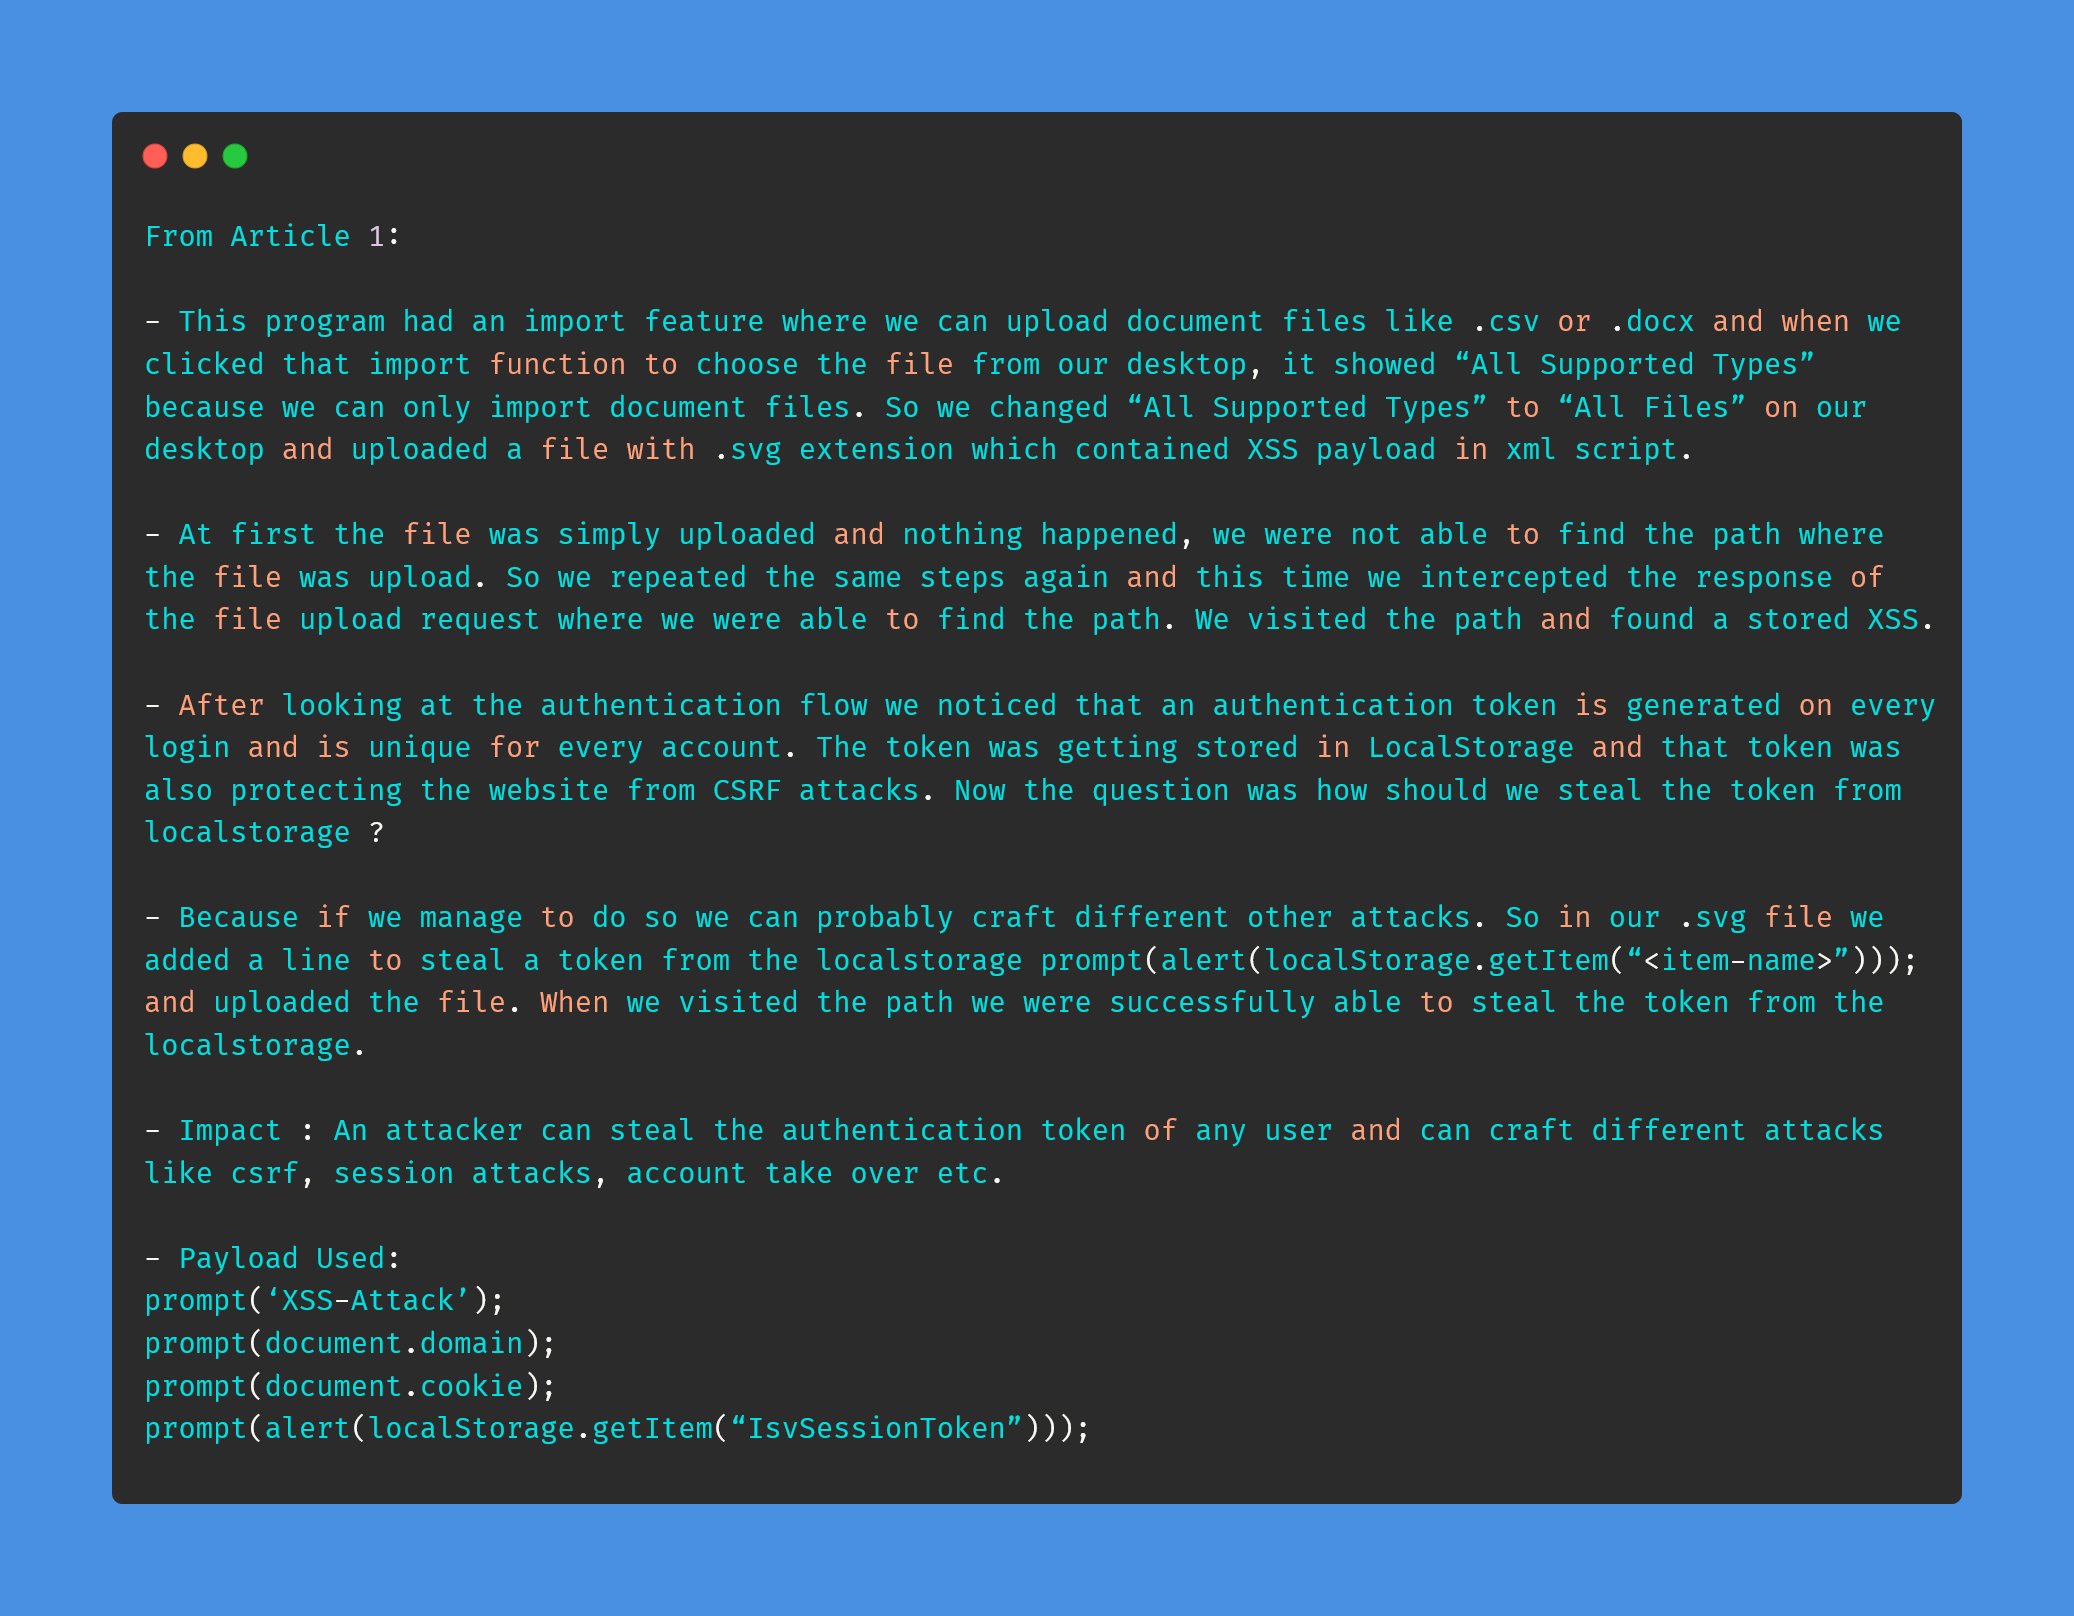 From Article 1:
- This program had an import feature where we can upload document files like .csv or .docx and when we
clicked that import function to choose the file from our desktop, it showed “All Supported Types”
because we can only import document files. So we changed “All Supported Types” to “All Files” on our
desktop and uploaded a file with .svg extension which contained XSS payload in xml script.
- At first the file was simply uploaded and nothing happened, we were not able to find the path where
the file was upload. So we repeated the same steps again and this time we intercepted the response of
the file upload request where we were able to find the path. We visited the path and found a stored XSS.
- After looking at the authentication flow we noticed that an authentication token is generated on every
login and is unique for every account. The token was getting stored in LocalStorage and that token was
also protecting the website from CSRF attacks. Now the question was how should we steal the token from
localstorage ?
- Because if we manage to do so we can probably craft different other attacks. So in our .svg file we
added a line to steal a token from the localstorage prompt(alert(localStorage.getItem(“<item-name>”)));
and uploaded the file. When we visited the path we were successfully able to steal the token from the
localstorage.
- Impact : An attacker can steal the authentication token of any user and can craft different attacks
like csrf, session attacks, account take over etc.
- Payload Used:
prompt(‘XSS-Attack’);
prompt(document.domain);
prompt(document.cookie);
prompt(alert(localStorage.getItem(“IsvSessionToken”)));